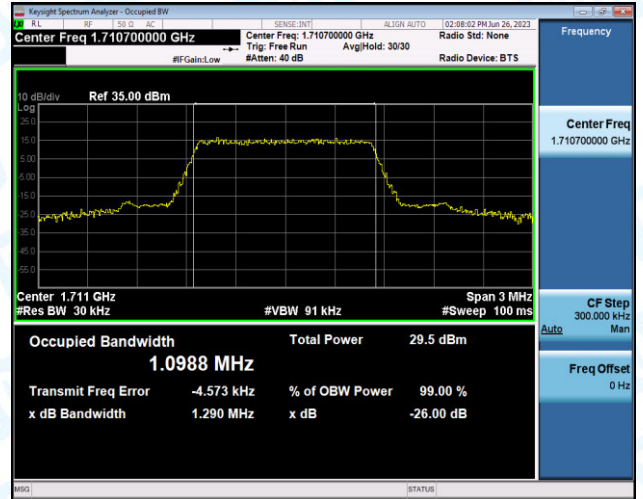 Keysight Spectrum Analyzer - Occupied BW
RL RF 50 Ω AC SENSE:INT ALIGN AUTO 02:08:02 PM Jun 26, 2023
Center Freq 1.710700000 GHz
Center Freq: 1.710700000 GHz
Radio Std: None
Trig: Free Run Avg|Hold: 30/30
#IFGain:Low
#Atten: 40 dB
Radio Device: BTS
Frequency
10 dB/div Ref 35.00 dBm
Log
25.0
15.0
5.00
-5.00
-15.0
-25.0
-35.0
-45.0
-55.0
Center 1.711 GHz
Span 3 MHz
#Res BW 30 kHz
#VBW 91 kHz
#Sweep 100 ms
Occupied Bandwidth
1.0988 MHz
Total Power 29.5 dBm
Transmit Freq Error -4.573 kHz
% of OBW Power 99.00 %
x dB Bandwidth 1.290 MHz
x dB -26.00 dB
Center Freq
1.710700000 GHz
CF Step
300.000 kHz
Auto Man
Freq Offset
0 Hz
MSG
STATUS